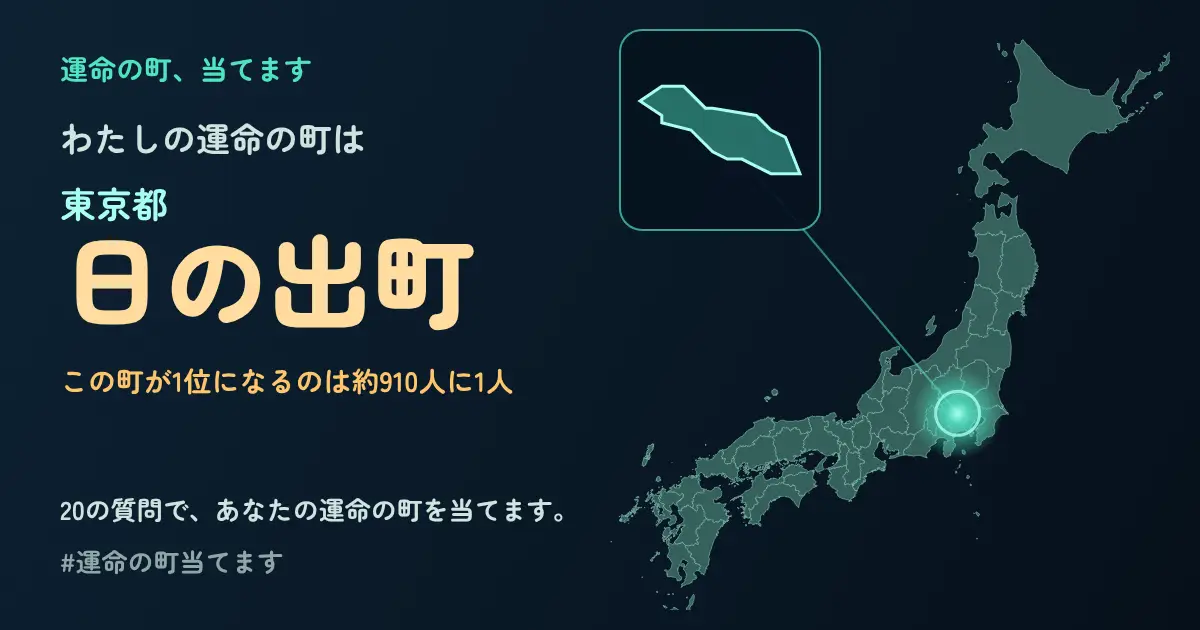 運命の町、当てます
わたしの運命の町は
東京都
日の出町
この町が1位になるのは約910人に1人
20の質問で、あなたの運命の町を当てます。
#運命の町当てます